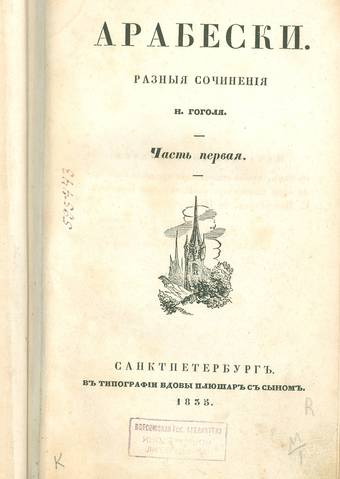 АРАБЕСКИ.
РАЗНЫЯ СОЧИНЕНІЯ
Н. ГОГОЛЯ.
Часть первая.
САНКТПЕТЕРБУРГЪ.
ВЪ ТИПОГРАФІИ ВДОВЫ ПЛЮШАРЪ СЪ СЫНОМЪ.
1835.
R
К